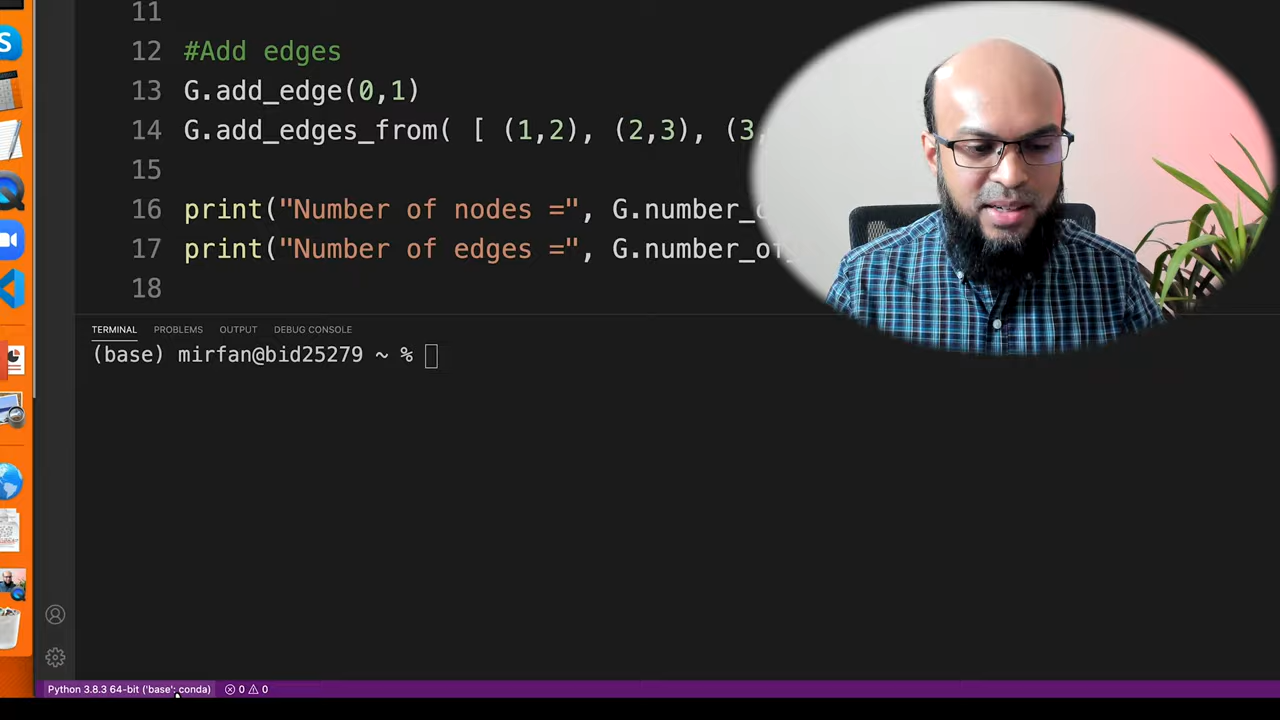 11
12 #Add edges
13 G.add_edge(0,1)
14 G.add_edges_from( [ (1,2), (2,3), (3,
15
16 print("Number of nodes =", G.number_
17 print("Number of edges =", G.number_of
18
TERMINAL PROBLEMS OUTPUT DEBUG CONSOLE
(base) mirfan@bid25279 ~ %
Python 3.8.3 64-bit ('base': conda) 0 0